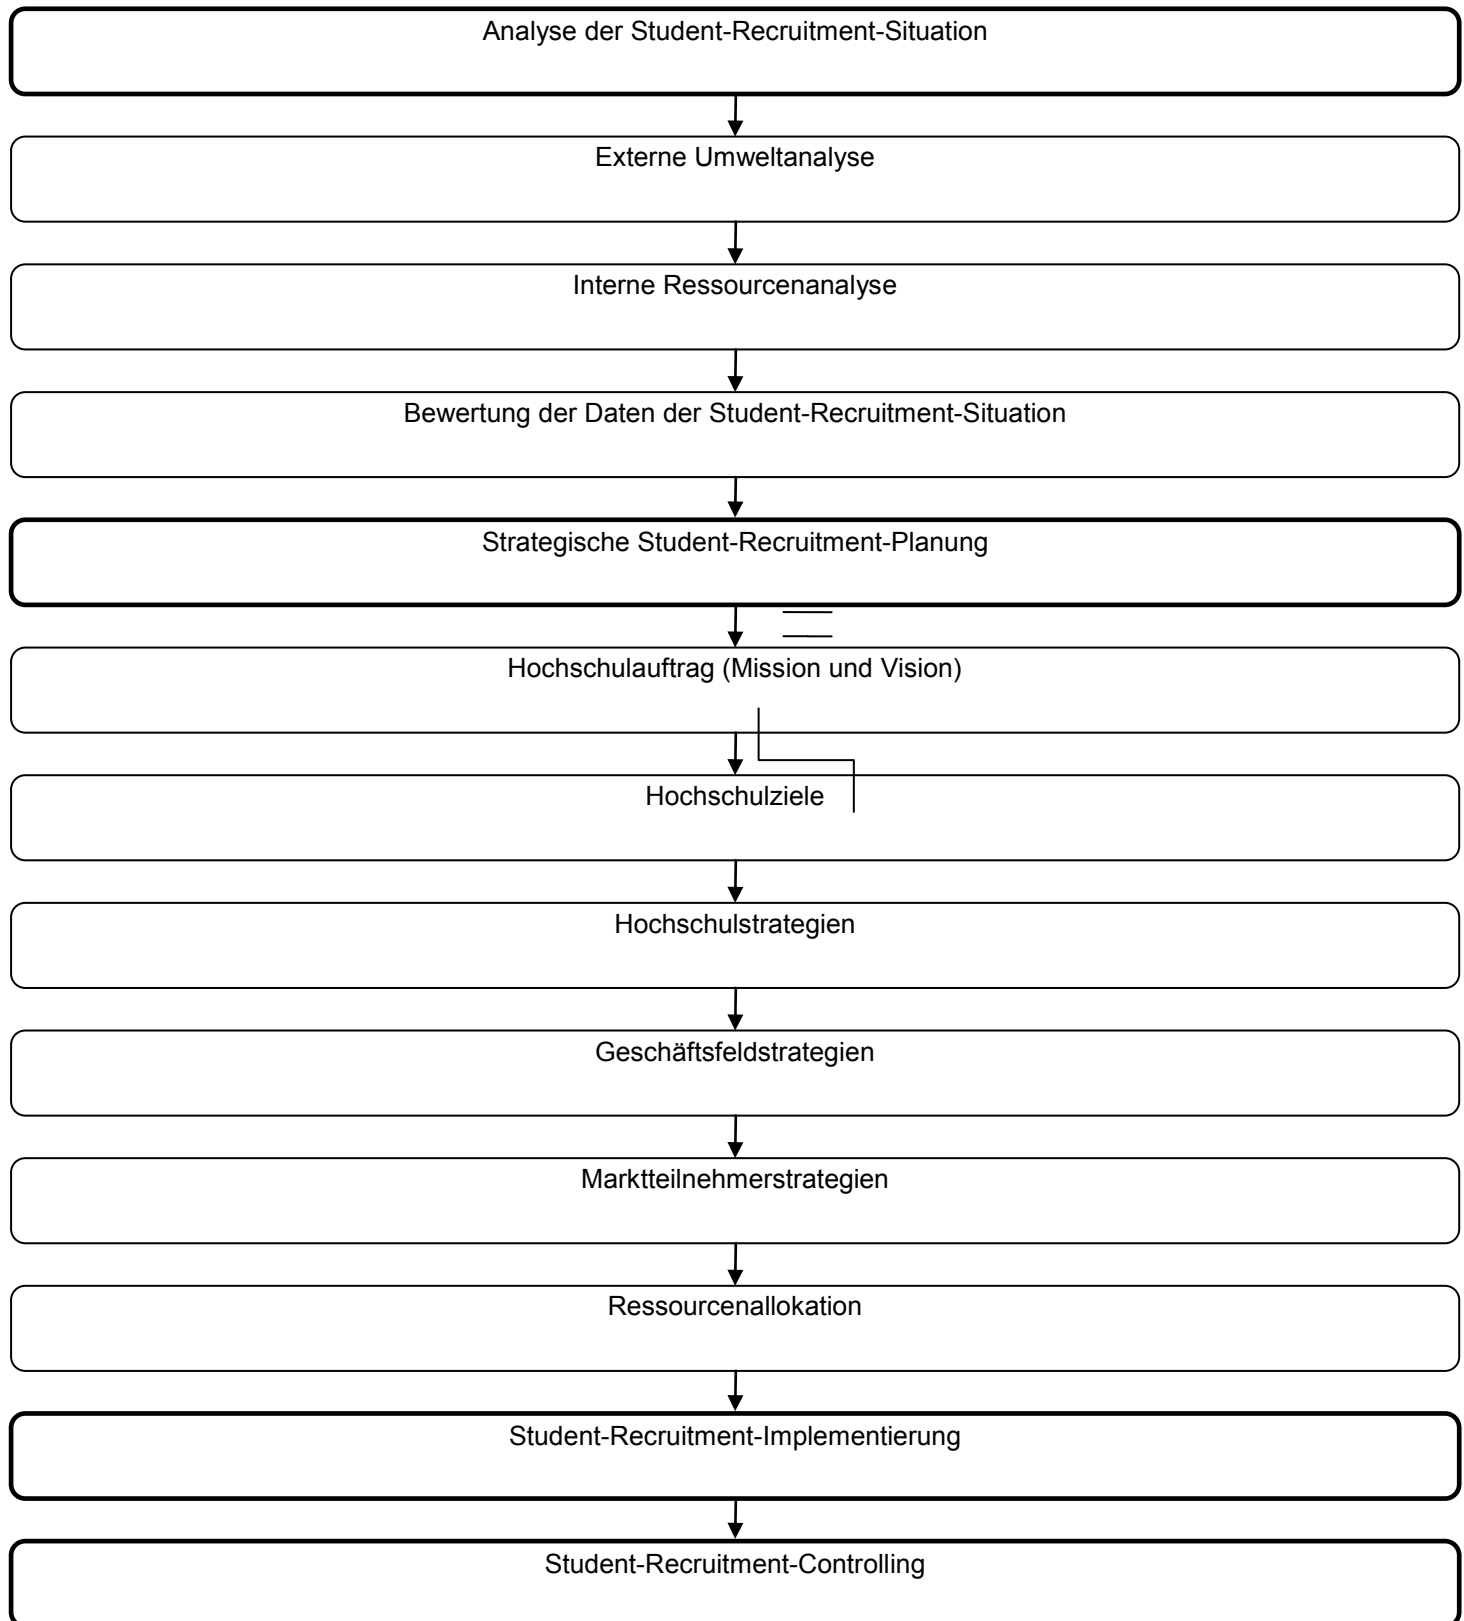 Analyse der Student-Recruitment-Situation
Externe Umweltanalyse
Interne Ressourcenanalyse
Bewertung der Daten der Student-Recruitment-Situation
Strategische Student-Recruitment-Planung
Hochschulauftrag (Mission und Vision)
Hochschulziele
Hochschulstrategien
Geschäftsfeldstrategien
Marktteilnehmerstrategien
Ressourcenallokation
Student-Recruitment-Implementierung
Student-Recruitment-Controlling